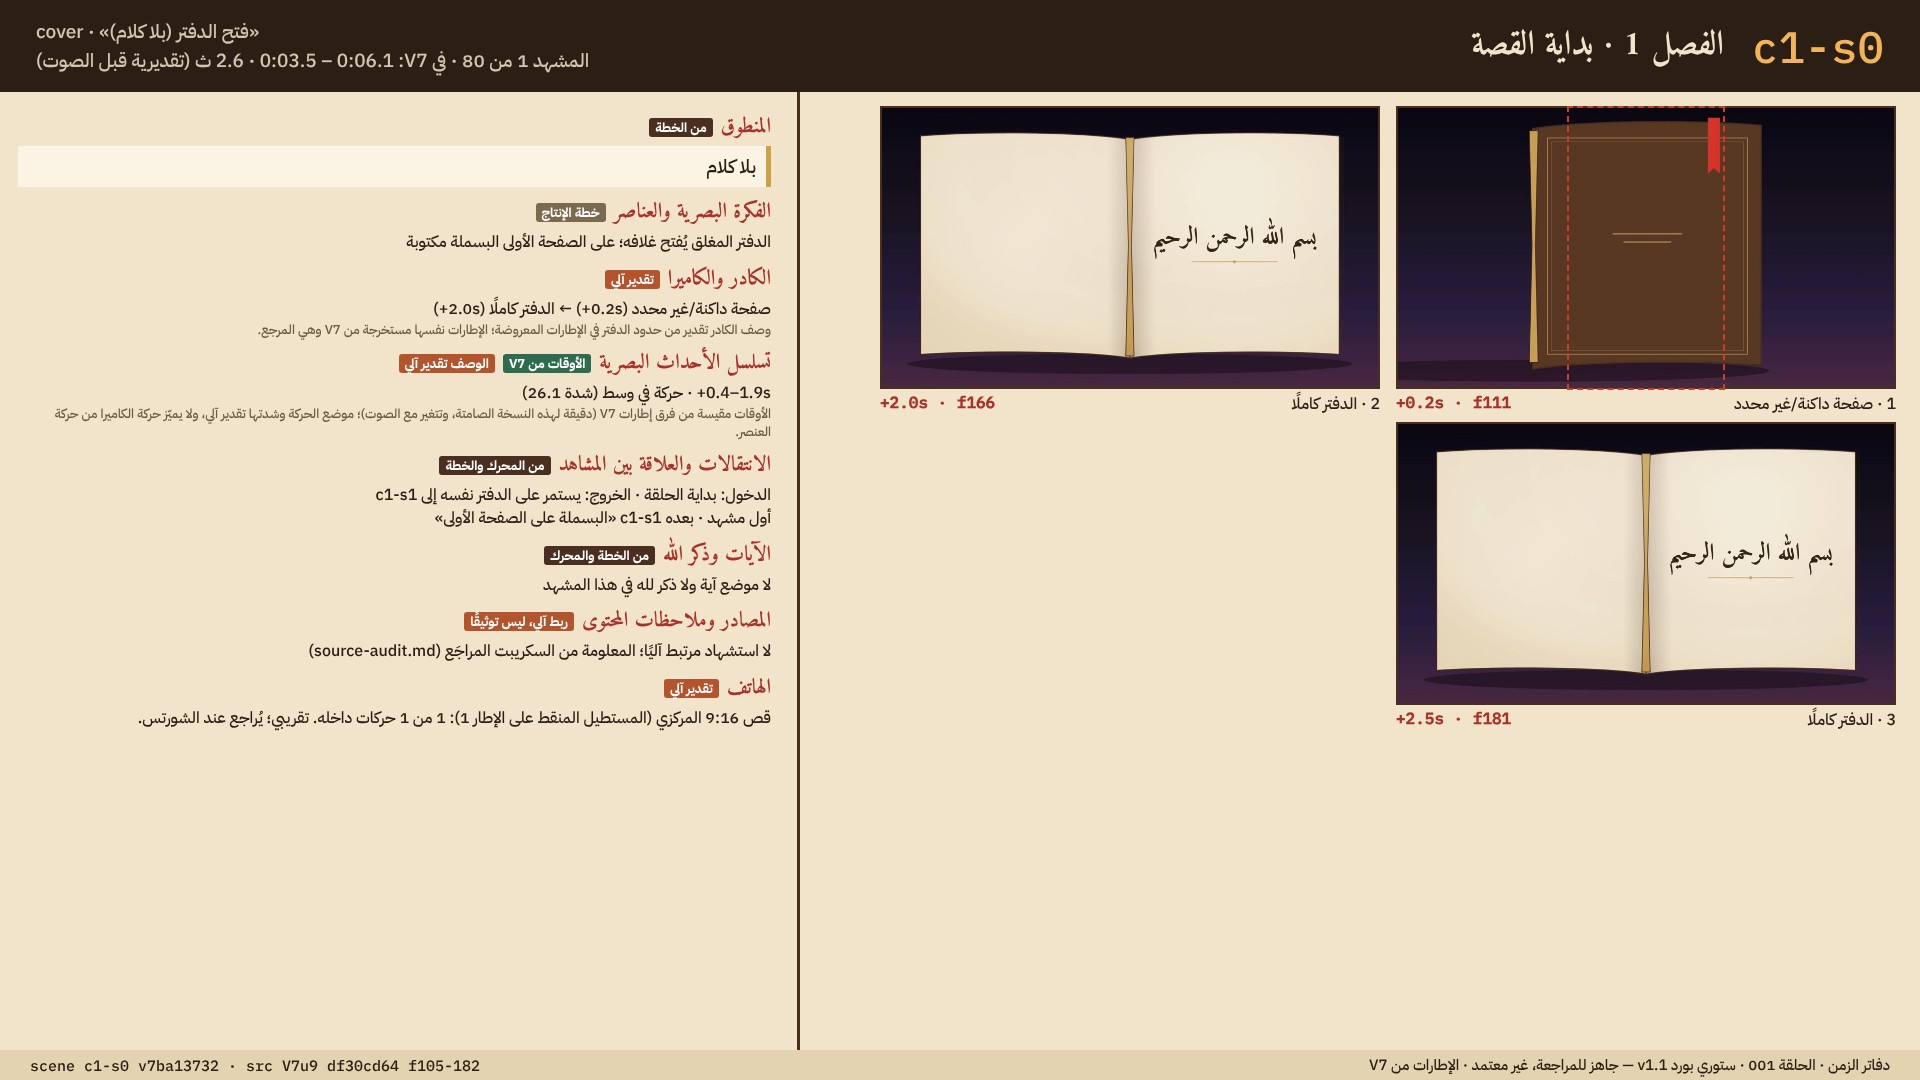 c1-s0 الفصل 1 · بداية القصة
«فتح الدفتر (بلا كلام)» · cover
المشهد 1 من 80 · في V7: 0:03.5 – 0:06.1 · 2.6 ث (تقديرية قبل الصوت)
بسم الله الرحمن الرحيم
1 · صفحة داكنة/غير محدد
+0.2s · f111
2 · الدفتر كاملًا
+2.0s · f166
بسم الله الرحمن الرحيم
3 · الدفتر كاملًا
+2.5s · f181
المنطوق من الخطة
بلا كلام
الفكرة البصرية والعناصر خطة الإنتاج
الدفتر المغلق يُفتح غلافه؛ على الصفحة الأولى البسملة مكتوبة
الكادر والكاميرا تقدير آلي
صفحة داكنة/غير محدد (+0.2s) ← الدفتر كاملًا (+2.0s)
وصف الكادر تقدير من حدود الدفتر في الإطارات المعروضة؛ الإطارات نفسها مستخرجة من V7 وهي المرجع.
تسلسل الأحداث البصرية الأوقات من V7 الوصف تقدير آلي
+0.4–1.9s · حركة في وسط (شدة 26.1)
الأوقات مقيسة من فرق إطارات V7 (دقيقة لهذه النسخة الصامتة، وتتغير مع الصوت)؛ موضع الحركة وشدتها تقدير آلي، ولا يميّز حركة الكاميرا من حركة
العنصر.
الانتقالات والعلاقة بين المشاهد من المحرك والخطة
الدخول: بداية الحلقة · الخروج: يستمر على الدفتر نفسه إلى c1-s1
أول مشهد · بعده c1-s1 «البسملة على الصفحة الأولى»
الآيات وذكر الله من الخطة والمحرك
لا موضع آية ولا ذكر لله في هذا المشهد
المصادر وملاحظات المحتوى ربط آلي، ليس توثيقًا
لا استشهاد مرتبط آليًا؛ المعلومة من السكريبت المراجَع (source-audit.md)
الهاتف تقدير آلي
قص 9:16 المركزي (المستطيل المنقط على الإطار 1): 1 من 1 حركات داخله. تقريبي؛ يُراجع عند الشورتس.
دفاتر الزمن · الحلقة 001 · ستوري بورد v1.1 — جاهز للمراجعة، غير معتمد · الإطارات من V7
scene c1-s0 v7ba13732 · src V7u9 df30cd64 f105-182